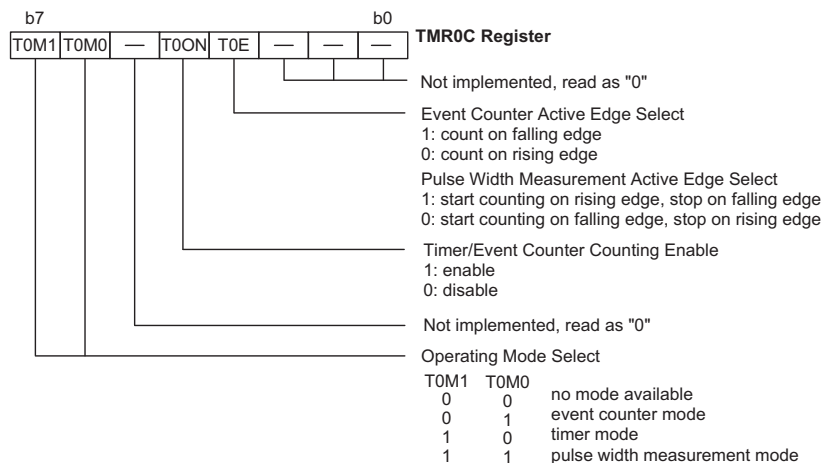 b7 b0
T0M1 T0M0 — T0ON T0E — — —
TMR0C Register
Not implemented, read as "0"
Event Counter Active Edge Select
1: count on falling edge
0: count on rising edge
Pulse Width Measurement Active Edge Select
1: start counting on rising edge, stop on falling edge
0: start counting on falling edge, stop on rising edge
Timer/Event Counter Counting Enable
1: enable
0: disable
Not implemented, read as "0"
Operating Mode Select
T0M1 T0M0
0 0 no mode available
0 1 event counter mode
1 0 timer mode
1 1 pulse width measurement mode